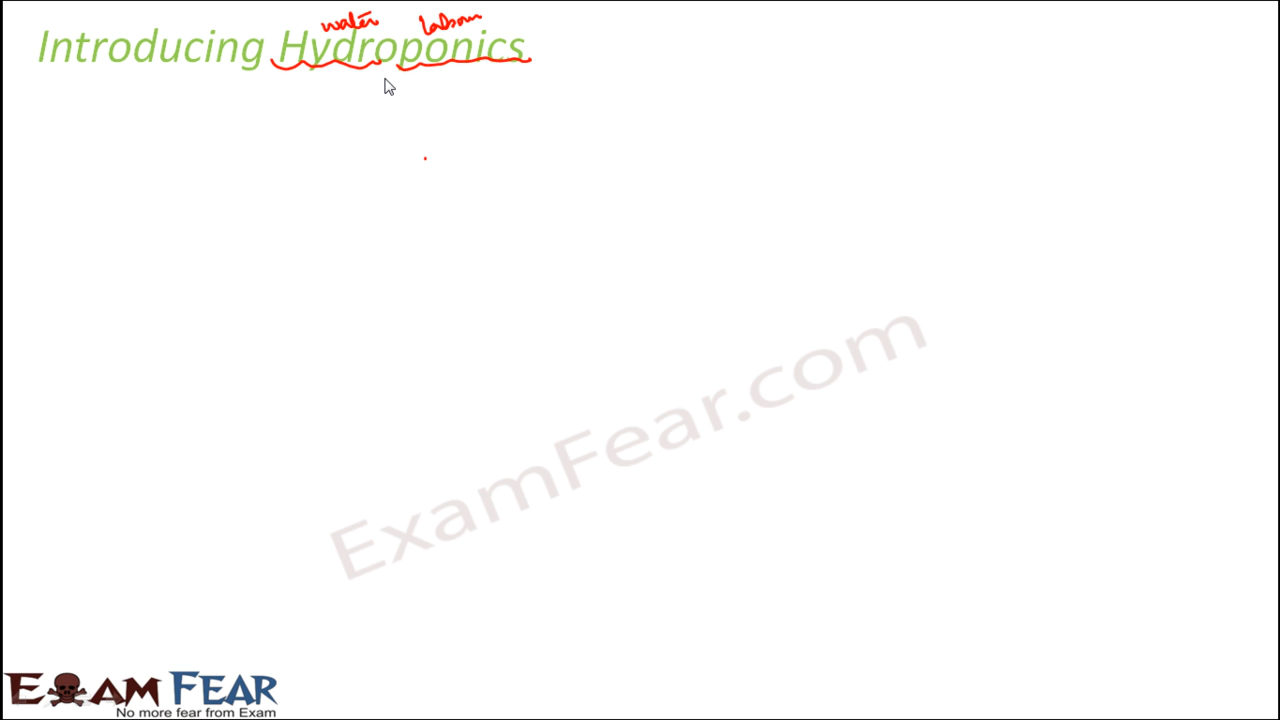 water labour
Introducing Hydroponics
ExamFear.com
EXAM FEAR
No more fear from Exam